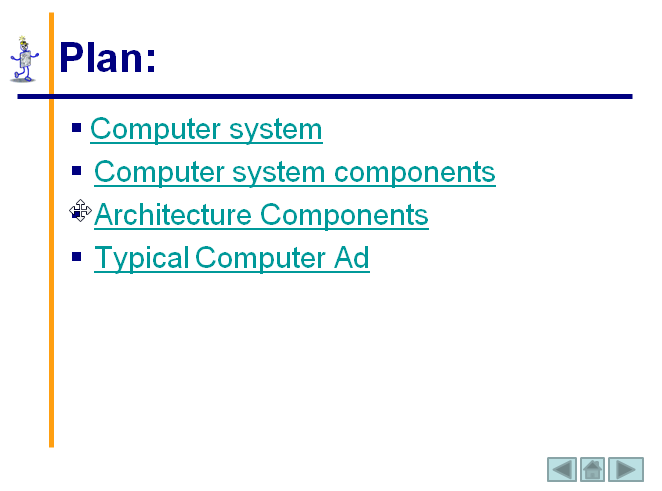 Plan:
Computer system
Computer system components
Architecture Components
Typical Computer Ad